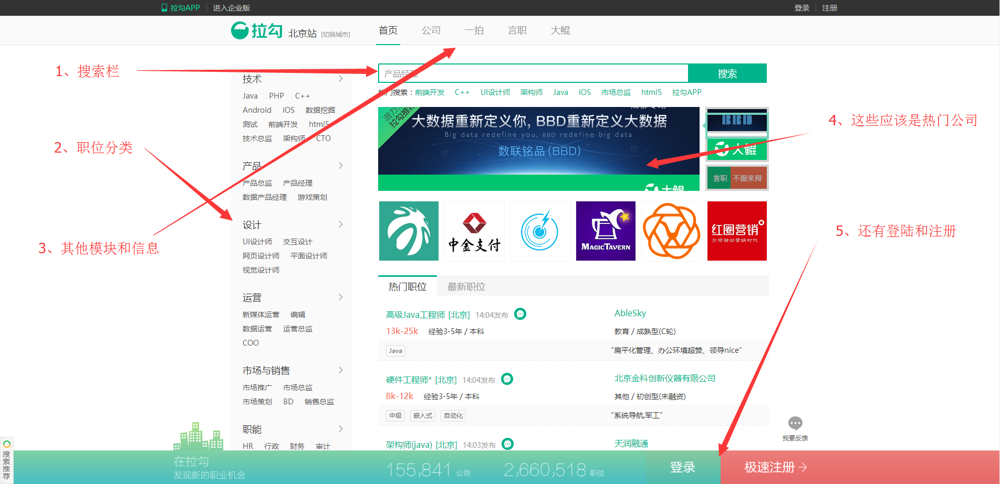 拉勾APP 进入企业版 登录 注册
拉勾 北京站 [切换城市] 首页 公司 一拍 言职 大鲲
1、搜索栏
2、职位分类
3、其他模块和信息
4、这些应该是热门公司
5、还有登陆和注册
技术
Java PHP C++
Android iOS 数据挖掘
测试 前端开发 html5
技术总监 架构师 CTO
产品
产品总监 产品经理
数据产品经理 游戏策划
设计
UI设计师 交互设计
网页设计师 平面设计师
视觉设计师
运营
新媒体运营 编辑
数据运营 运营总监
COO
市场与销售
市场推广 市场总监
市场策划 BD 销售总监
职能
HR 行政 财务 审计
产品经理 搜索
热门搜索：前端开发 C++ UI设计师 架构师 Java iOS 市场总监 html5 拉勾APP
拉勾推荐
大数据重新定义你, BBD重新定义大数据
Big data redefine you, BBD redefine big data
数联铭品(BBD)
大鲲
BBD
大鲲
言职 不服来辩
中金支付
MAGIC TAVERN
红圈营销
引领移动营销时代
热门职位 最新职位
高级Java工程师 [北京] 14:04发布 AbleSky
13k-25k 经验3-5年 / 本科 教育 / 成熟型(C轮)
Java “扁平化管理、办公环境超赞、领导nice”
硬件工程师* [北京] 14:04发布 北京金科创新仪器有限公司
8k-12k 经验3-5年 / 本科 其他 / 初创型(未融资)
中级 嵌入式 自动化 “系统导航,军工”
架构师(java) [北京] 14:03发布 天润融通
我要反馈
搜索推荐
在拉勾
发现新的职业机会
155,841 公司 2,660,518 职位 登录 极速注册